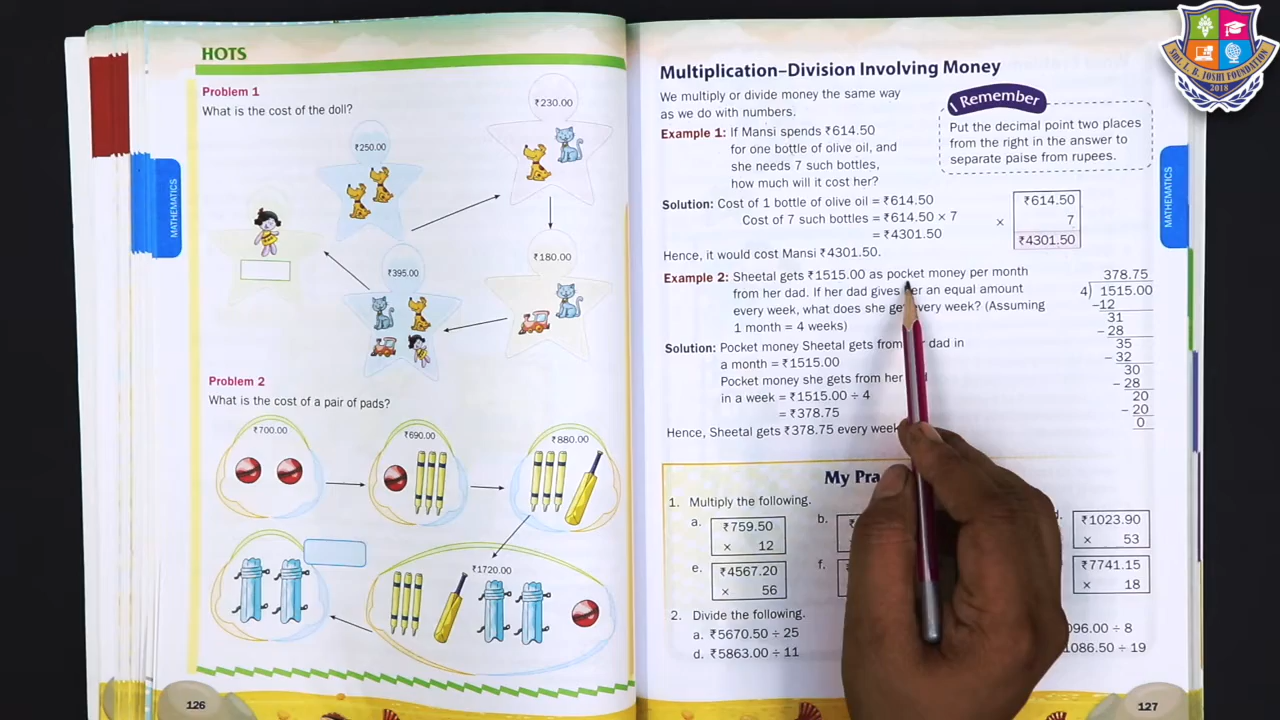 HOTS
Problem 1
What is the cost of the doll?
₹230.00
₹250.00
₹180.00
₹395.00
Problem 2
What is the cost of a pair of pads?
₹700.00
₹690.00
₹880.00
₹1720.00
126
MATHEMATICS
Multiplication–Division Involving Money
We multiply or divide money the same way
as we do with numbers.
I Remember
Put the decimal point two places
from the right in the answer to
separate paise from rupees.
Example 1: If Mansi spends ₹614.50
for one bottle of olive oil, and
she needs 7 such bottles,
how much will it cost her?
Solution: Cost of 1 bottle of olive oil = ₹614.50
Cost of 7 such bottles = ₹614.50 × 7
= ₹4301.50
₹614.50
× 7
₹4301.50
Hence, it would cost Mansi ₹4301.50.
Example 2: Sheetal gets ₹1515.00 as pocket money per month
from her dad. If her dad gives her an equal amount
every week, what does she get every week? (Assuming
1 month = 4 weeks)
Solution: Pocket money Sheetal gets from her dad in
a month = ₹1515.00
Pocket money she gets from her
in a week = ₹1515.00 ÷ 4
= ₹378.75
Hence, Sheetal gets ₹378.75 every week
378.75
4) 1515.00
–12
31
– 28
35
– 32
30
– 28
20
– 20
0
My
1. Multiply the following.
a. ₹759.50
× 12
b. ₹
d. ₹1023.90
× 53
e. ₹4567.20
× 56
f. ₹
₹7741.15
× 18
2. Divide the following.
a. ₹5670.50 ÷ 25
096.00 ÷ 8
d. ₹5863.00 ÷ 11
1086.50 ÷ 19
127
MATHEMATICS
SH. L. B. JOSHI FOUNDATION
2018